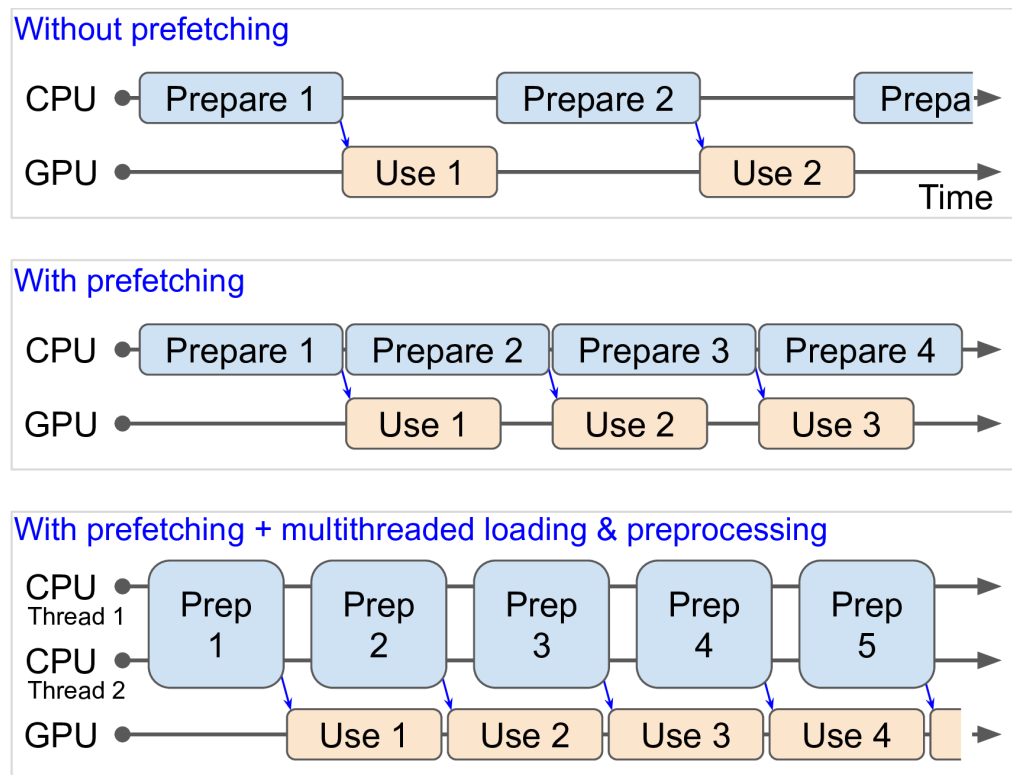 Without prefetching
CPU Prepare 1 Prepare 2 Prepa
GPU Use 1 Use 2
Time
With prefetching
CPU Prepare 1 Prepare 2 Prepare 3 Prepare 4
GPU Use 1 Use 2 Use 3
With prefetching + multithreaded loading & preprocessing
CPU
Thread 1
Prep 1
Prep 2
Prep 3
Prep 4
Prep 5
CPU
Thread 2
GPU Use 1 Use 2 Use 3 Use 4